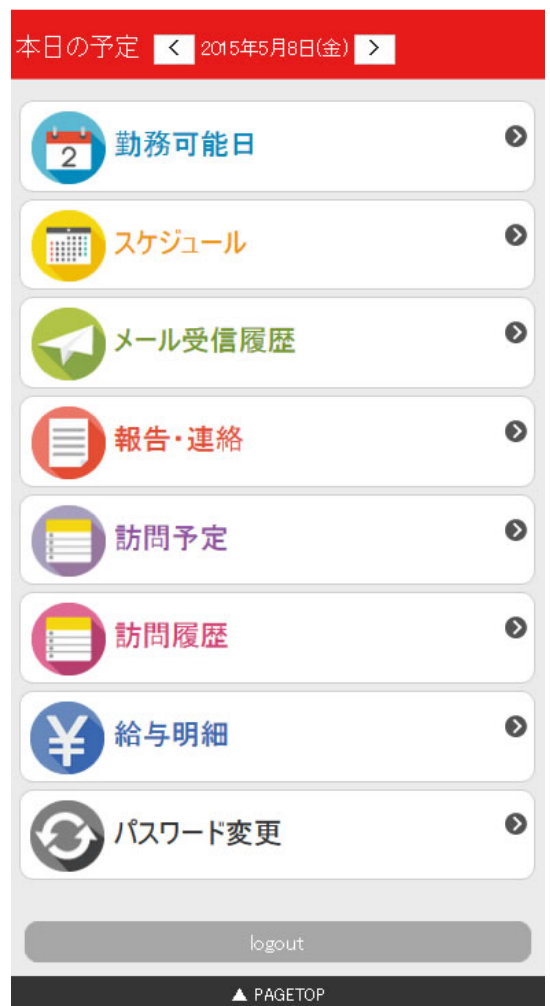 本日の予定 < 2015年5月8日(金) >
2 勤務可能日
スケジュール
メール受信履歴
報告・連絡
訪問予定
訪問履歴
¥ 給与明細
パスワード変更
logout
▲ PAGETOP